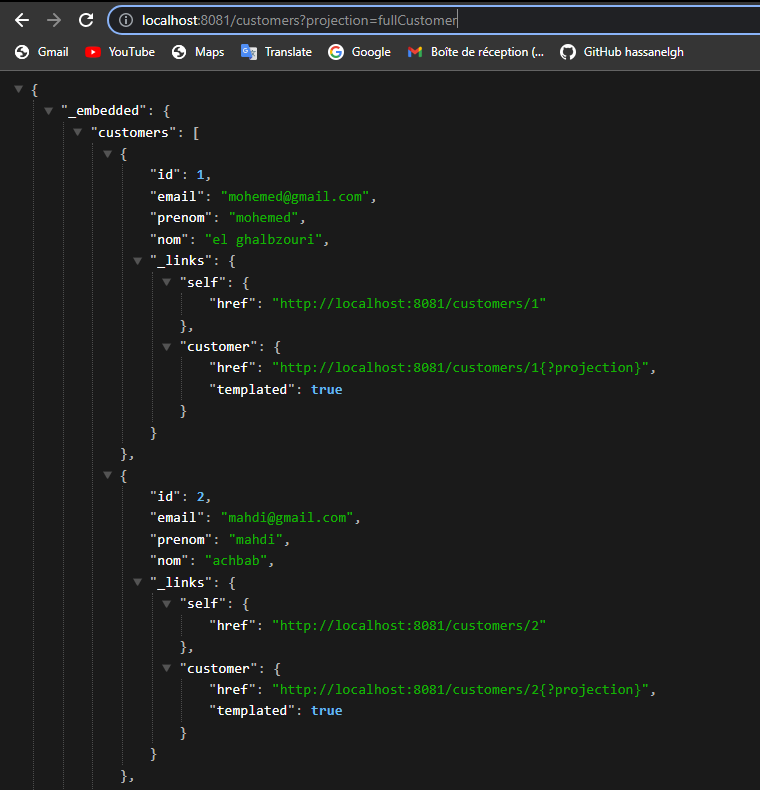 localhost:8081/customers?projection=fullCustomer
Gmail YouTube Maps Translate Google Boîte de réception (... GitHub hassanelgh
{
"_embedded": {
"customers": [
{
"id": 1,
"email": "mohemed@gmail.com",
"prenom": "mohemed",
"nom": "el ghalbzouri",
"_links": {
"self": {
"href": "http://localhost:8081/customers/1"
},
"customer": {
"href": "http://localhost:8081/customers/1{?projection}",
"templated": true
}
}
},
{
"id": 2,
"email": "mahdi@gmail.com",
"prenom": "mahdi",
"nom": "achbab",
"_links": {
"self": {
"href": "http://localhost:8081/customers/2"
},
"customer": {
"href": "http://localhost:8081/customers/2{?projection}",
"templated": true
}
}
},